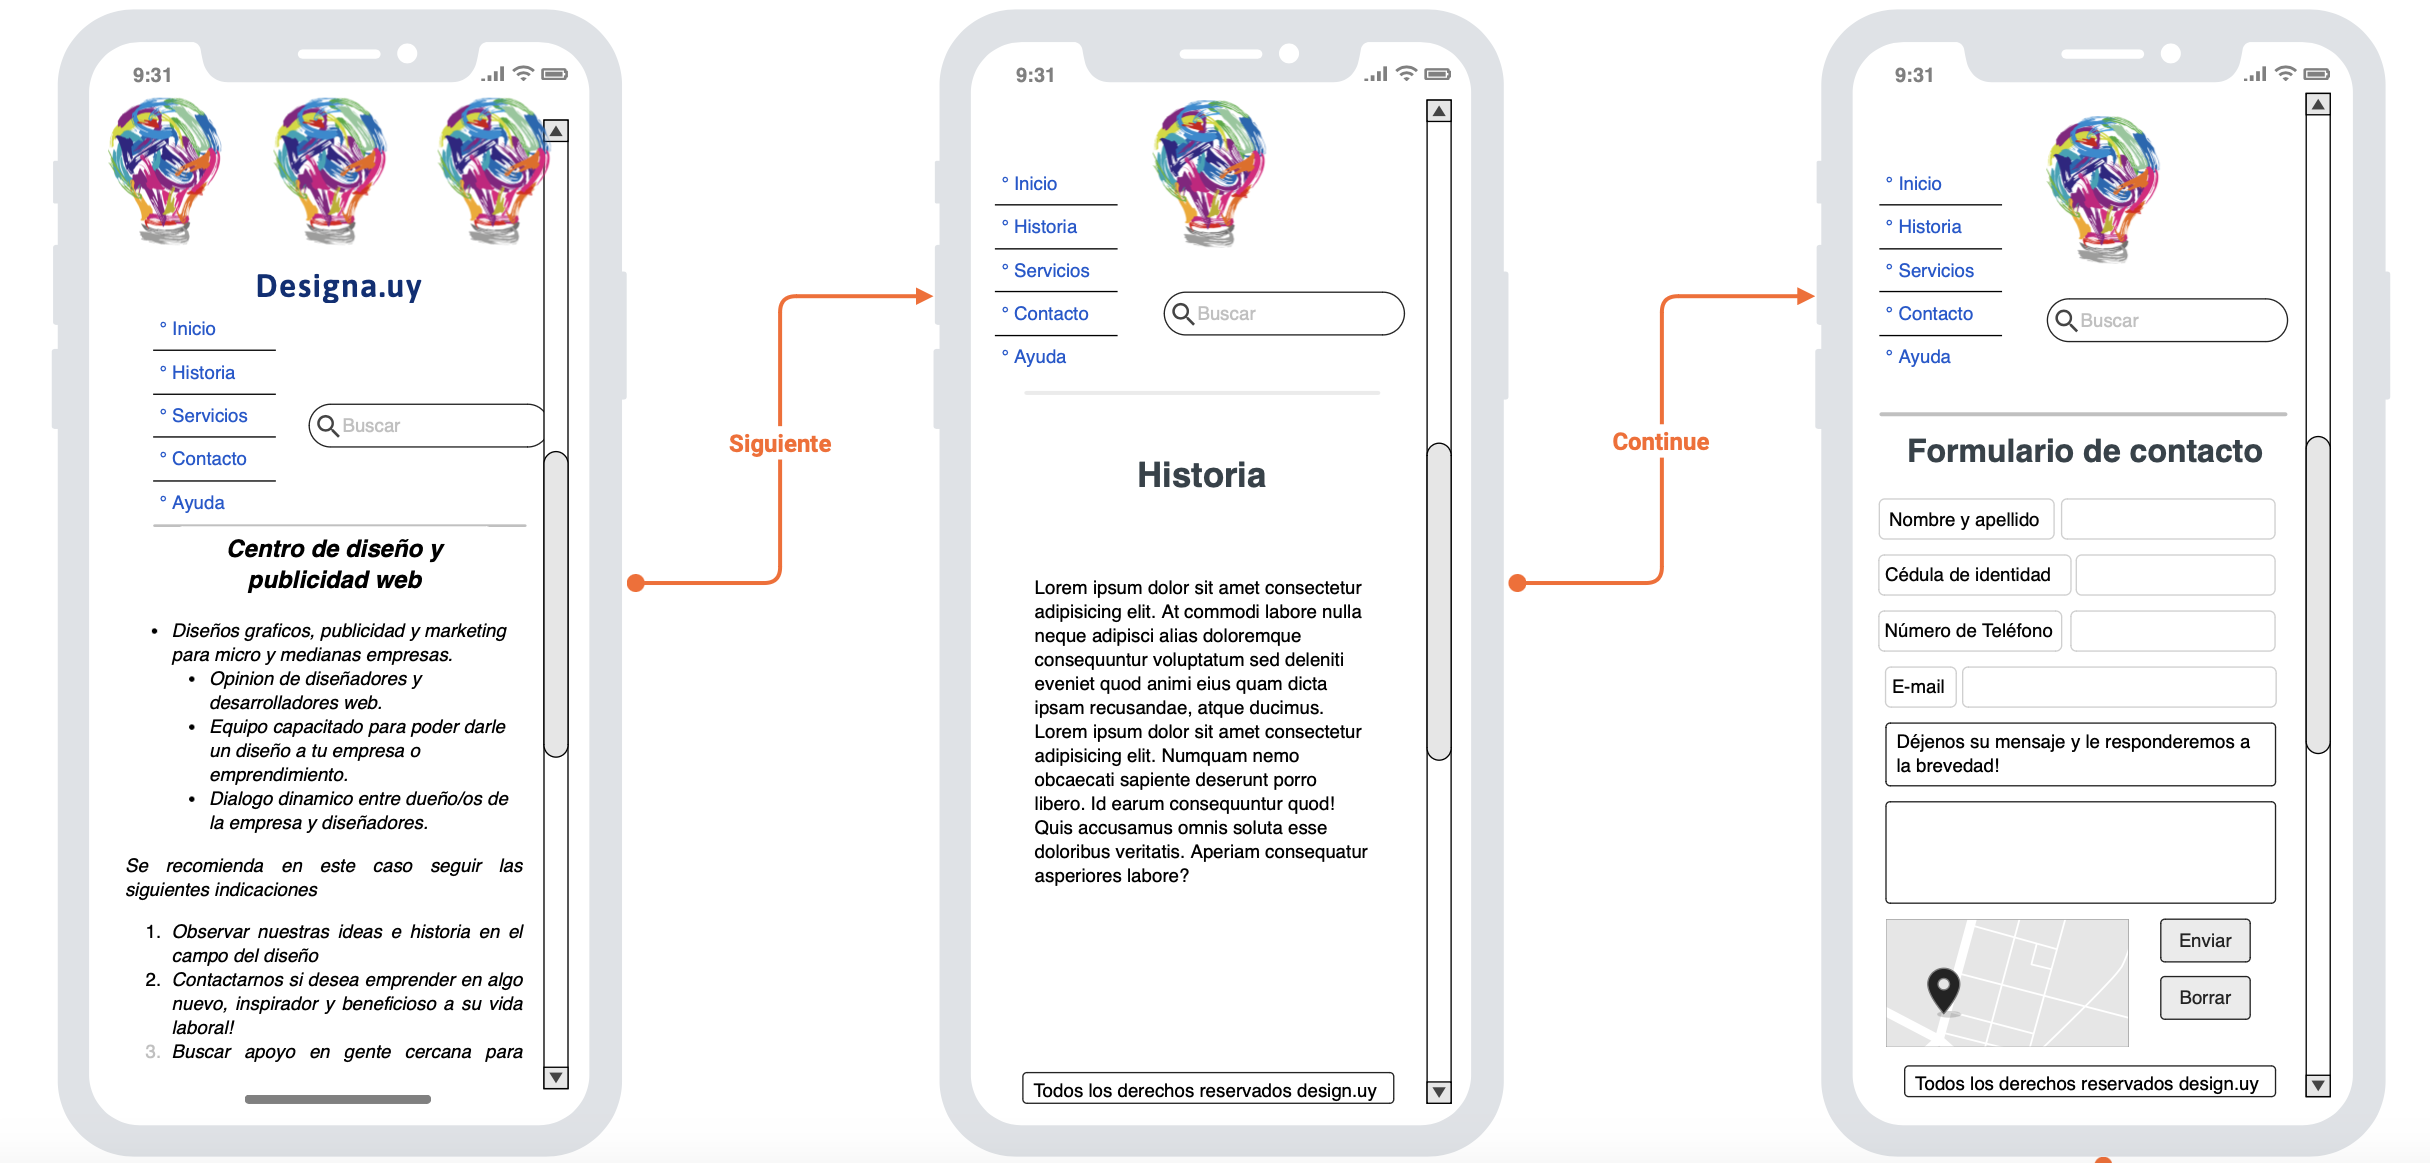 9:31
Designa.uy
° Inicio
° Historia
° Servicios
° Contacto
° Ayuda
Buscar
Centro de diseño y
publicidad web
• Diseños graficos, publicidad y marketing
para micro y medianas empresas.
• Opinion de diseñadores y
desarrolladores web.
• Equipo capacitado para poder darle
un diseño a tu empresa o
emprendimiento.
• Dialogo dinamico entre dueño/os de
la empresa y diseñadores.
Se recomienda en este caso seguir las
siguientes indicaciones
1. Observar nuestras ideas e historia en el
campo del diseño
2. Contactarnos si desea emprender en algo
nuevo, inspirador y beneficioso a su vida
laboral!
3. Buscar apoyo en gente cercana para
Siguiente
9:31
° Inicio
° Historia
° Servicios
° Contacto
° Ayuda
Buscar
Historia
Lorem ipsum dolor sit amet consectetur
adipisicing elit. At commodi labore nulla
neque adipisci alias doloremque
consequuntur voluptatum sed deleniti
eveniet quod animi eius quam dicta
ipsam recusandae, atque ducimus.
Lorem ipsum dolor sit amet consectetur
adipisicing elit. Numquam nemo
obcaecati sapiente deserunt porro
libero. Id earum consequuntur quod!
Quis accusamus omnis soluta esse
doloribus veritatis. Aperiam consequatur
asperiores labore?
Todos los derechos reservados design.uy
Continue
9:31
° Inicio
° Historia
° Servicios
° Contacto
° Ayuda
Buscar
Formulario de contacto
Nombre y apellido
Cédula de identidad
Número de Teléfono
E-mail
Déjenos su mensaje y le responderemos a
la brevedad!
Enviar
Borrar
Todos los derechos reservados design.uy